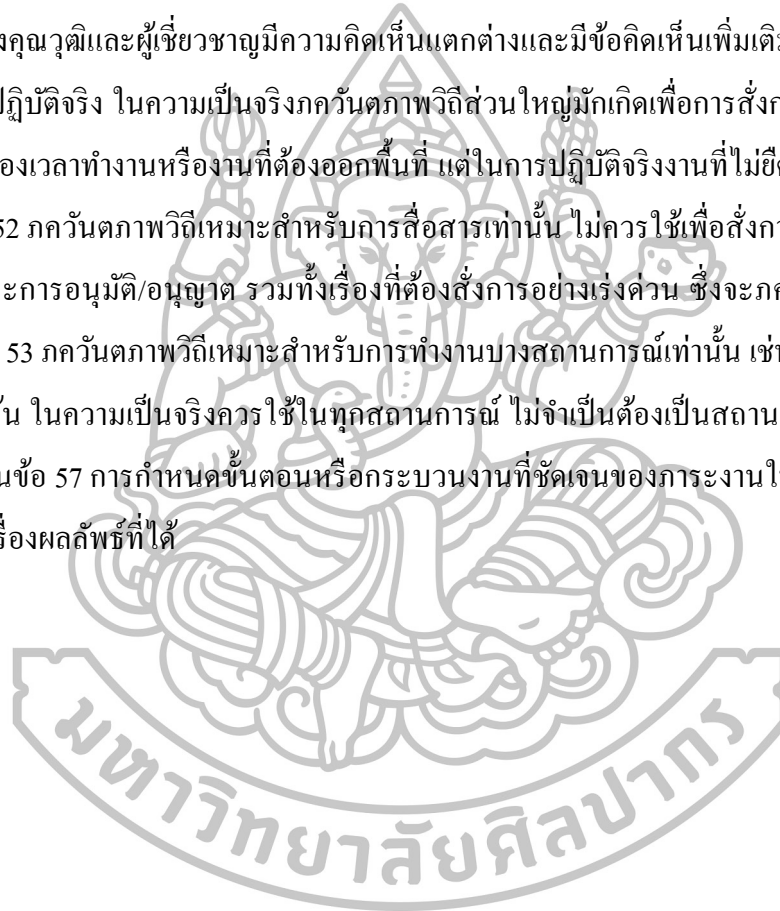 งคุณวุฒิและผู้เชี่ยวชาญมีความคิดเห็นแตกต่างและมีข้อคิดเห็นเพิ่มเติม
ปฏิบัติจริง ในความเป็นจริงภควันตภาพวิถีส่วนใหญ่มักเกิดเพื่อการสั่งก
องเวลาทำงานหรืองานที่ต้องออกพื้นที่ แต่ในการปฏิบัติจริงงานที่ไม่ยืด
52 ภควันตภาพวิถีเหมาะสำหรับการสื่อสารเท่านั้น ไม่ควรใช้เพื่อสั่งกา
ะการอนุมัติ/อนุญาต รวมทั้งเรื่องที่ต้องสั่งการอย่างเร่งด่วน ซึ่งจะภค
53 ภควันตภาพวิถีเหมาะสำหรับการทำงานบางสถานการณ์เท่านั้น เช่น
ัน ในความเป็นจริงควรใช้ในทุกสถานการณ์ ไม่จำเป็นต้องเป็นสถาน
นข้อ 57 การกำหนดขั้นตอนหรือกระบวนงานที่ชัดเจนของภาระงานใ
รื่องผลลัพธ์ที่ได้
มหาวิทยาลัยศิลปากร